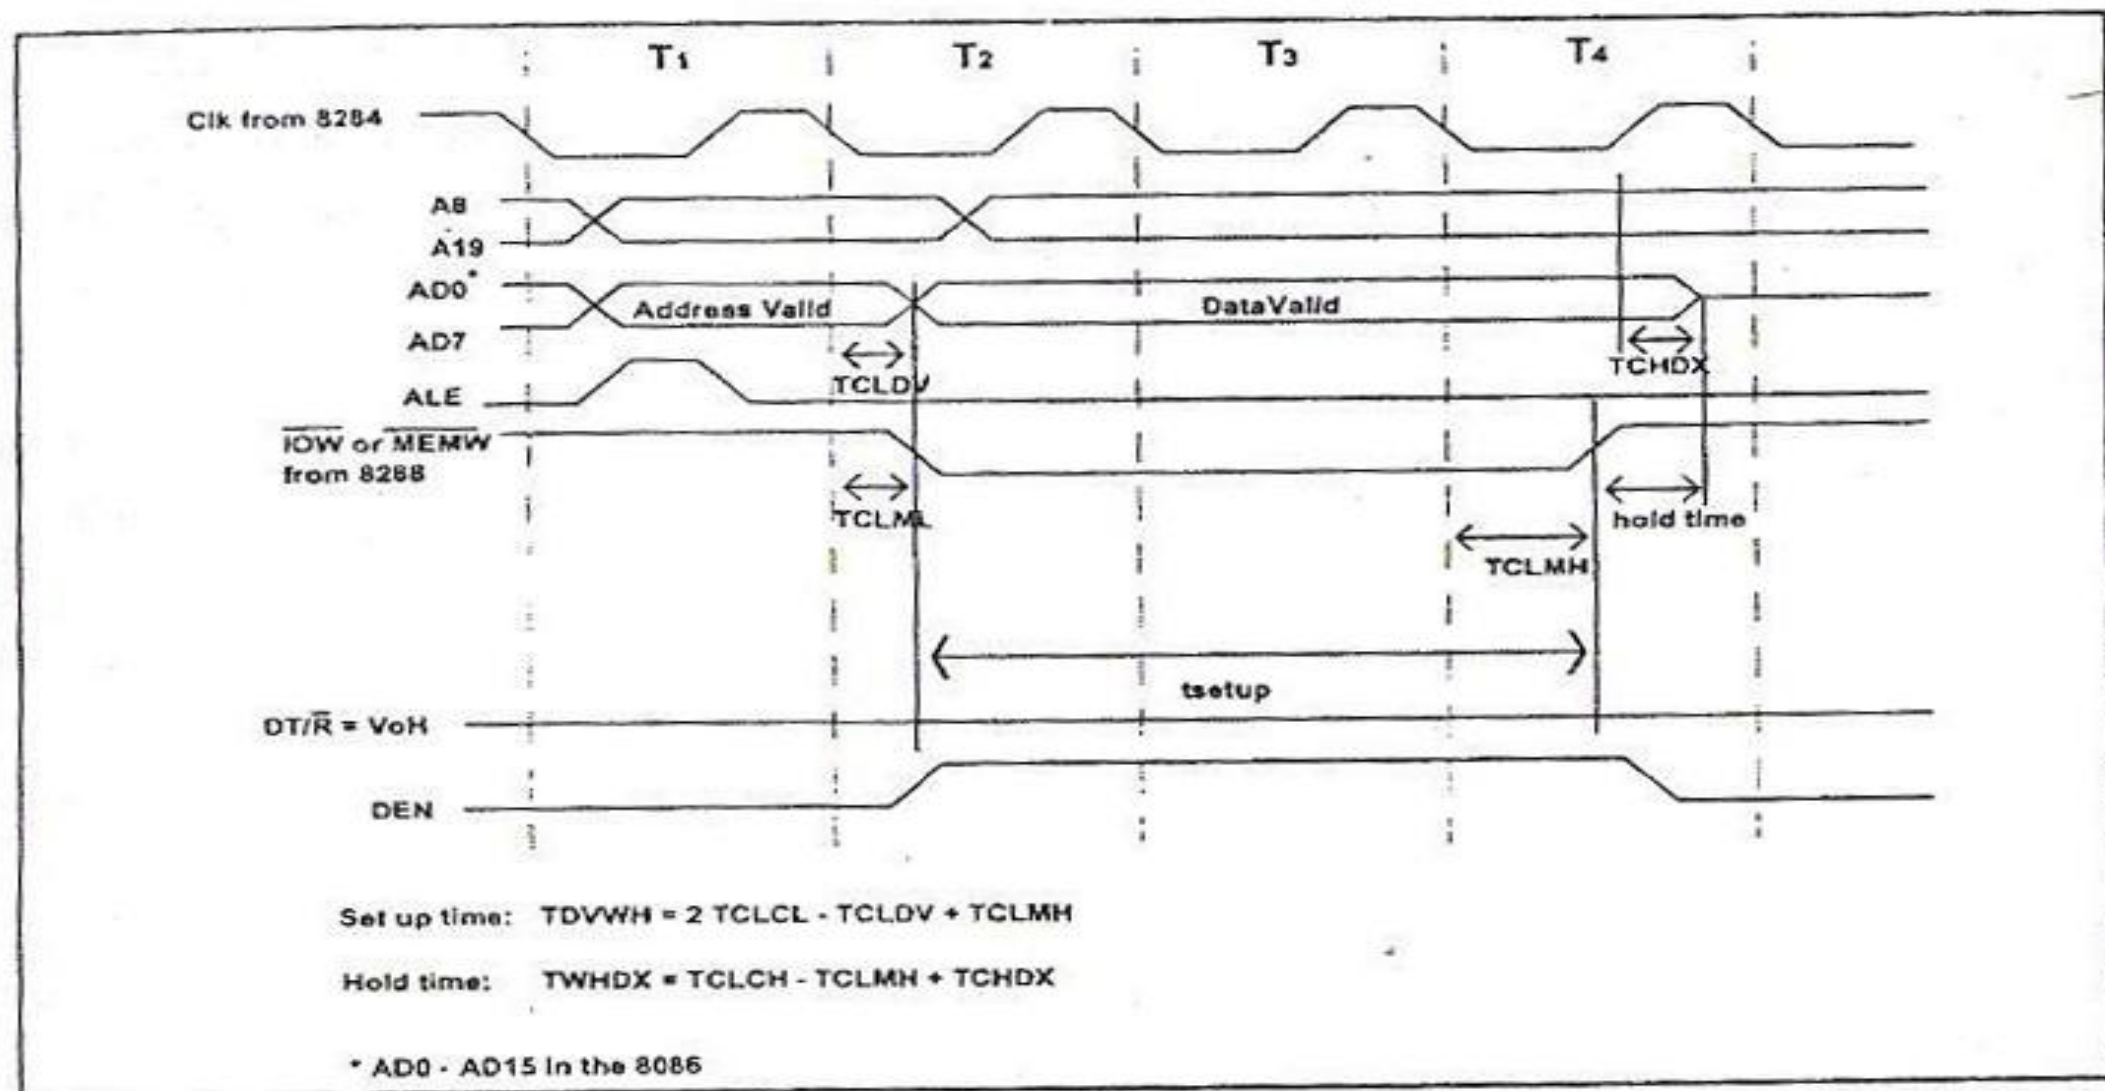 T1 T2 T3 T4
Clk from 8284
A8
A19
AD0*
Address Valid DataValid
AD7
TCHDX
TCLDV
ALE
IOW or MEMW
from 8288
TCLML
hold time
TCLMH
tsetup
DT/R = VoH
DEN
Set up time: TDVWH = 2 TCLCL - TCLDV + TCLMH
Hold time: TWHDX = TCLCH - TCLMH + TCHDX
* AD0 - AD15 in the 8086